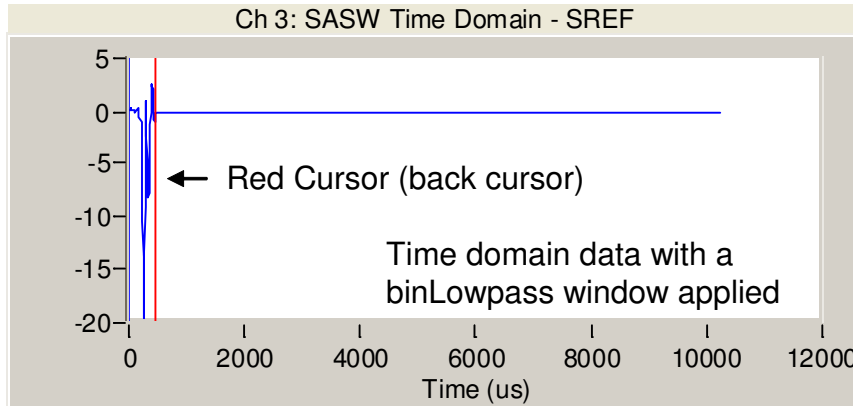 Ch 3: SASW Time Domain - SREF
5
0
-5
-10
-15
-20
Red Cursor (back cursor)
Time domain data with a
binLowpass window applied
0 2000 4000 6000 8000 10000 12000
Time (us)